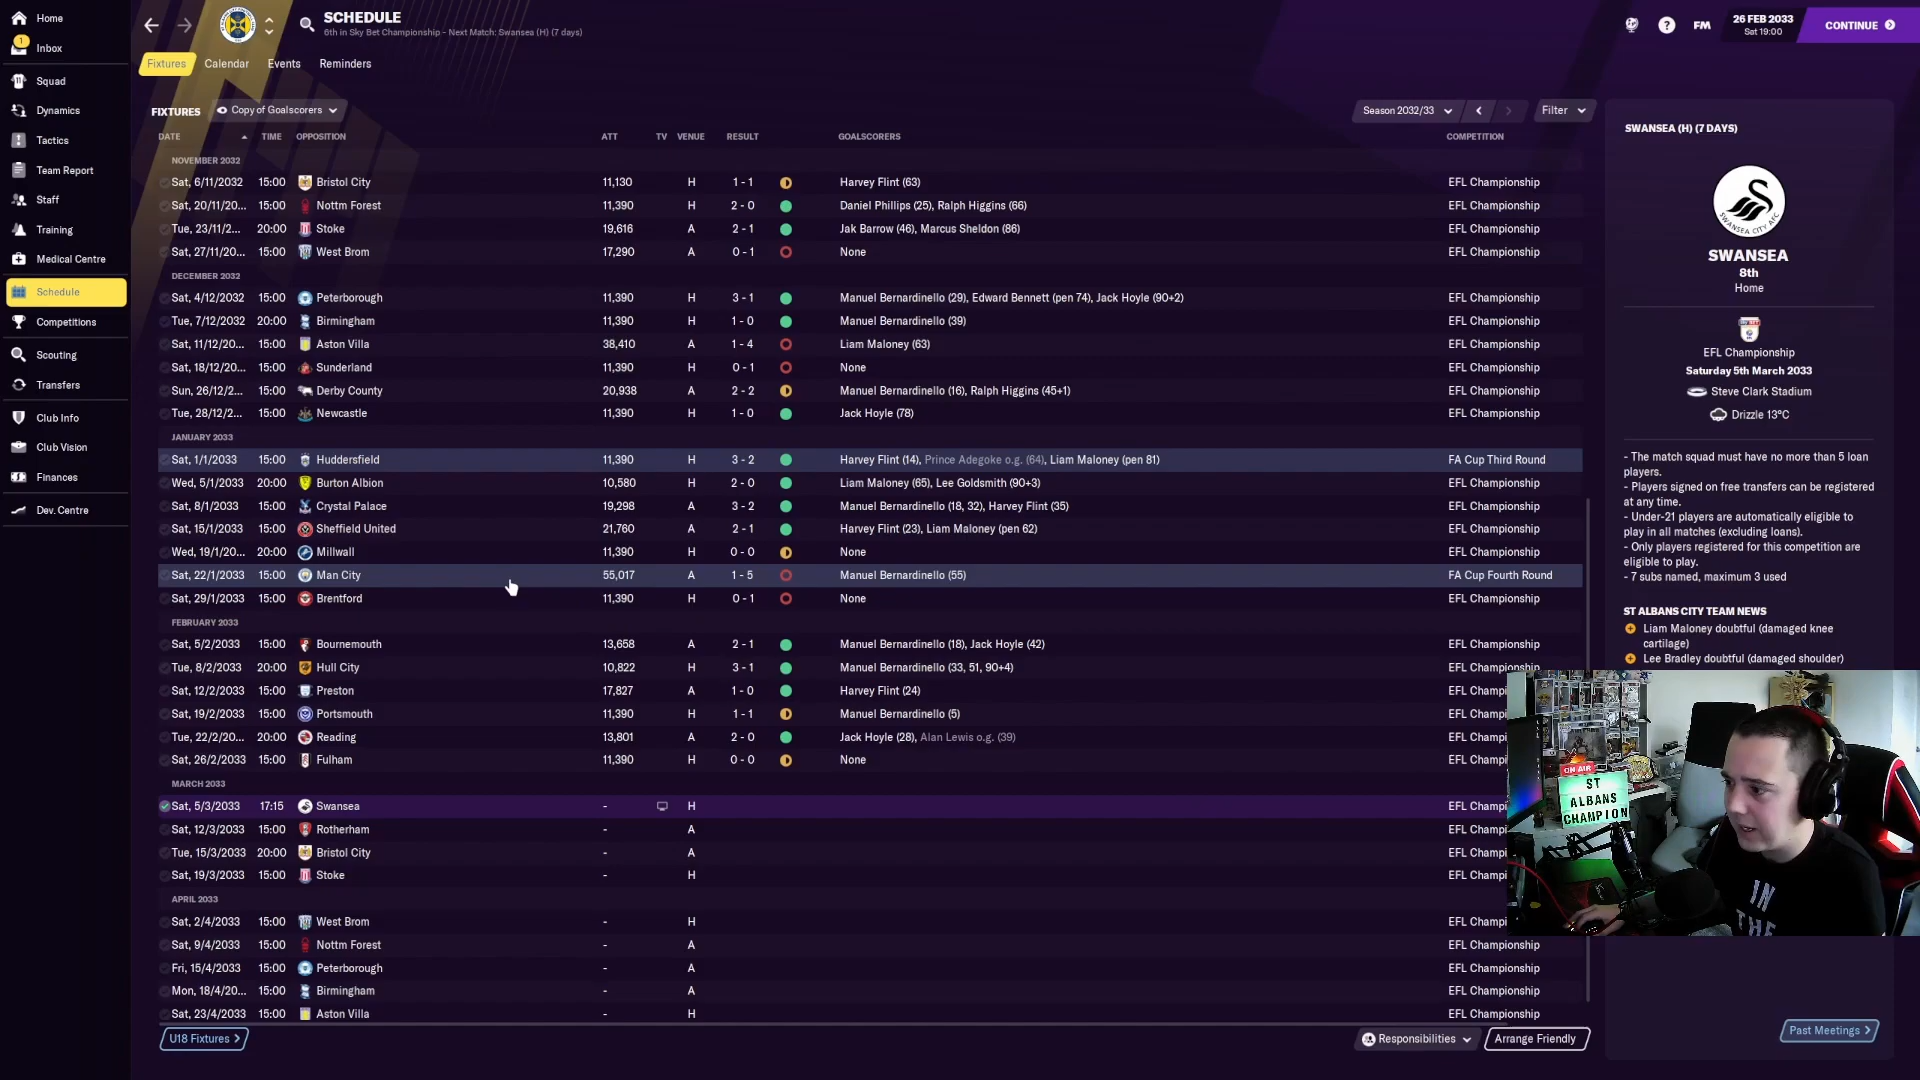 Home
1
Inbox
Squad
Dynamics
Tactics
Team Report
Staff
Training
Medical Centre
Schedule
Competitions
Scouting
Transfers
Club Info
Club Vision
Finances
Dev. Centre
SCHEDULE
6th in Sky Bet Championship - Next Match: Swansea (H) (7 days)
? FM 26 FEB 2033 Sat 19:00 CONTINUE
Fixtures Calendar Events Reminders
FIXTURES Copy of Goalscorers Season 2032/33 Filter
DATE TIME OPPOSITION ATT TV VENUE RESULT GOALSCORERS COMPETITION
NOVEMBER 2032
Sat, 6/11/2032 15:00 Bristol City 11,130 H 1 - 1 Harvey Flint (63) EFL Championship
Sat, 20/11/20... 15:00 Nottm Forest 11,390 H 2 - 0 Daniel Phillips (25), Ralph Higgins (66) EFL Championship
Tue, 23/11/2... 20:00 Stoke 19,616 A 2 - 1 Jak Barrow (46), Marcus Sheldon (86) EFL Championship
Sat, 27/11/20... 15:00 West Brom 17,290 A 0 - 1 None EFL Championship
DECEMBER 2032
Sat, 4/12/2032 15:00 Peterborough 11,390 H 3 - 1 Manuel Bernardinello (29), Edward Bennett (pen 74), Jack Hoyle (90+2) EFL Championship
Tue, 7/12/2032 20:00 Birmingham 11,390 H 1 - 0 Manuel Bernardinello (39) EFL Championship
Sat, 11/12/20... 15:00 Aston Villa 38,410 A 1 - 4 Liam Maloney (63) EFL Championship
Sat, 18/12/20... 15:00 Sunderland 11,390 H 0 - 1 None EFL Championship
Sun, 26/12/2... 15:00 Derby County 20,938 A 2 - 2 Manuel Bernardinello (16), Ralph Higgins (45+1) EFL Championship
Tue, 28/12/2... 15:00 Newcastle 11,390 H 1 - 0 Jack Hoyle (78) EFL Championship
JANUARY 2033
Sat, 1/1/2033 15:00 Huddersfield 11,390 H 3 - 2 Harvey Flint (14), Prince Adegoke o.g. (64), Liam Maloney (pen 81) FA Cup Third Round
Wed, 5/1/2033 20:00 Burton Albion 10,580 H 2 - 0 Liam Maloney (65), Lee Goldsmith (90+3) EFL Championship
Sat, 8/1/2033 15:00 Crystal Palace 19,298 A 3 - 2 Manuel Bernardinello (18, 32), Harvey Flint (35) EFL Championship
Sat, 15/1/2033 15:00 Sheffield United 21,760 A 2 - 1 Harvey Flint (23), Liam Maloney (pen 62) EFL Championship
Wed, 19/1/20... 20:00 Millwall 11,390 H 0 - 0 None EFL Championship
Sat, 22/1/2033 15:00 Man City 55,017 A 1 - 5 Manuel Bernardinello (55) FA Cup Fourth Round
Sat, 29/1/2033 15:00 Brentford 11,390 H 0 - 1 None EFL Championship
FEBRUARY 2033
Sat, 5/2/2033 15:00 Bournemouth 13,658 A 2 - 1 Manuel Bernardinello (18), Jack Hoyle (42) EFL Championship
Tue, 8/2/2033 20:00 Hull City 10,822 H 3 - 1 Manuel Bernardinello (33, 51, 90+4) EFL Championship
Sat, 12/2/2033 15:00 Preston 17,827 A 1 - 0 Harvey Flint (24) EFL Champi
Sat, 19/2/2033 15:00 Portsmouth 11,390 H 1 - 1 Manuel Bernardinello (5) EFL Champi
Tue, 22/2/20... 20:00 Reading 13,801 A 2 - 0 Jack Hoyle (28), Alan Lewis o.g. (39) EFL Champi
Sat, 26/2/2033 15:00 Fulham 11,390 H 0 - 0 None EFL Champi
MARCH 2033
Sat, 5/3/2033 17:15 Swansea - H EFL Champi
Sat, 12/3/2033 15:00 Rotherham - A EFL Champi
Tue, 15/3/2033 20:00 Bristol City - A EFL Champi
Sat, 19/3/2033 15:00 Stoke - H EFL Champi
APRIL 2033
Sat, 2/4/2033 15:00 West Brom - H EFL Champi
Sat, 9/4/2033 15:00 Nottm Forest - A EFL Championship
Fri, 15/4/2033 15:00 Peterborough - A EFL Championship
Mon, 18/4/20... 15:00 Birmingham - A EFL Championship
Sat, 23/4/2033 15:00 Aston Villa - H EFL Championship
U18 Fixtures Responsibilities Arrange Friendly
SWANSEA (H) (7 DAYS)
SWANSEA CITY AFC
SWANSEA
8th
Home
EFL Championship
Saturday 5th March 2033
Steve Clark Stadium
Drizzle 13°C
- The match squad must have no more than 5 loan
players.
- Players signed on free transfers can be registered
at any time.
- Under-21 players are automatically eligible to
play in all matches (excluding loans).
- Only players registered for this competition are
eligible to play.
- 7 subs named, maximum 3 used
ST ALBANS CITY TEAM NEWS
Liam Maloney doubtful (damaged knee
cartilage)
Lee Bradley doubtful (damaged shoulder)
ON AIR
ST
ALBANS
CHAMPION
IN
THE
Past Meetings